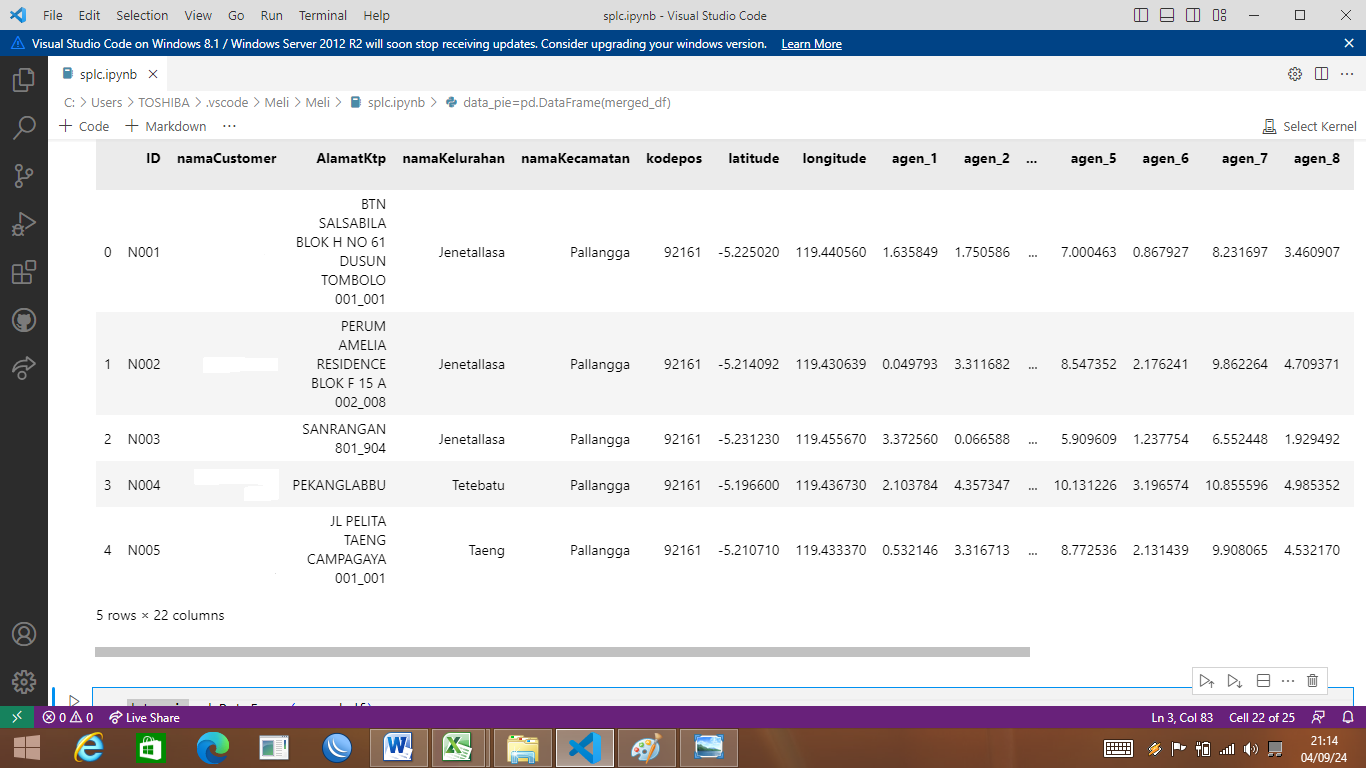 File Edit Selection View Go Run Terminal Help splc.ipynb - Visual Studio Code
Visual Studio Code on Windows 8.1 / Windows Server 2012 R2 will soon stop receiving updates. Consider upgrading your windows version. Learn More
splc.ipynb
C: > Users > TOSHIBA > .vscode > Meli > Meli > splc.ipynb > data_pie=pd.DataFrame(merged_df)
+ Code + Markdown ... Select Kernel
ID namaCustomer AlamatKtp namaKelurahan namaKecamatan kodepos latitude longitude agen_1 agen_2 ... agen_5 agen_6 agen_7 agen_8
BTN
SALSABILA
BLOK H NO 61
0 N001 DUSUN Jenetallasa Pallangga 92161 -5.225020 119.440560 1.635849 1.750586 ... 7.000463 0.867927 8.231697 3.460907
TOMBOLO
001_001
PERUM
AMELIA
1 N002 RESIDENCE Jenetallasa Pallangga 92161 -5.214092 119.430639 0.049793 3.311682 ... 8.547352 2.176241 9.862264 4.709371
BLOK F 15 A
002_008
2 N003 SANRANGAN Jenetallasa Pallangga 92161 -5.231230 119.455670 3.372560 0.066588 ... 5.909609 1.237754 6.552448 1.929492
801_904
3 N004 PEKANGLABBU Tetebatu Pallangga 92161 -5.196600 119.436730 2.103784 4.357347 ... 10.131226 3.196574 10.855596 4.985352
JL PELITA
TAENG
4 N005 CAMPAGAYA Taeng Pallangga 92161 -5.210710 119.433370 0.532146 3.316713 ... 8.772536 2.131439 9.908065 4.532170
001_001
5 rows × 22 columns
0 0 Live Share Ln 3, Col 83 Cell 22 of 25
21:14
04/09/24